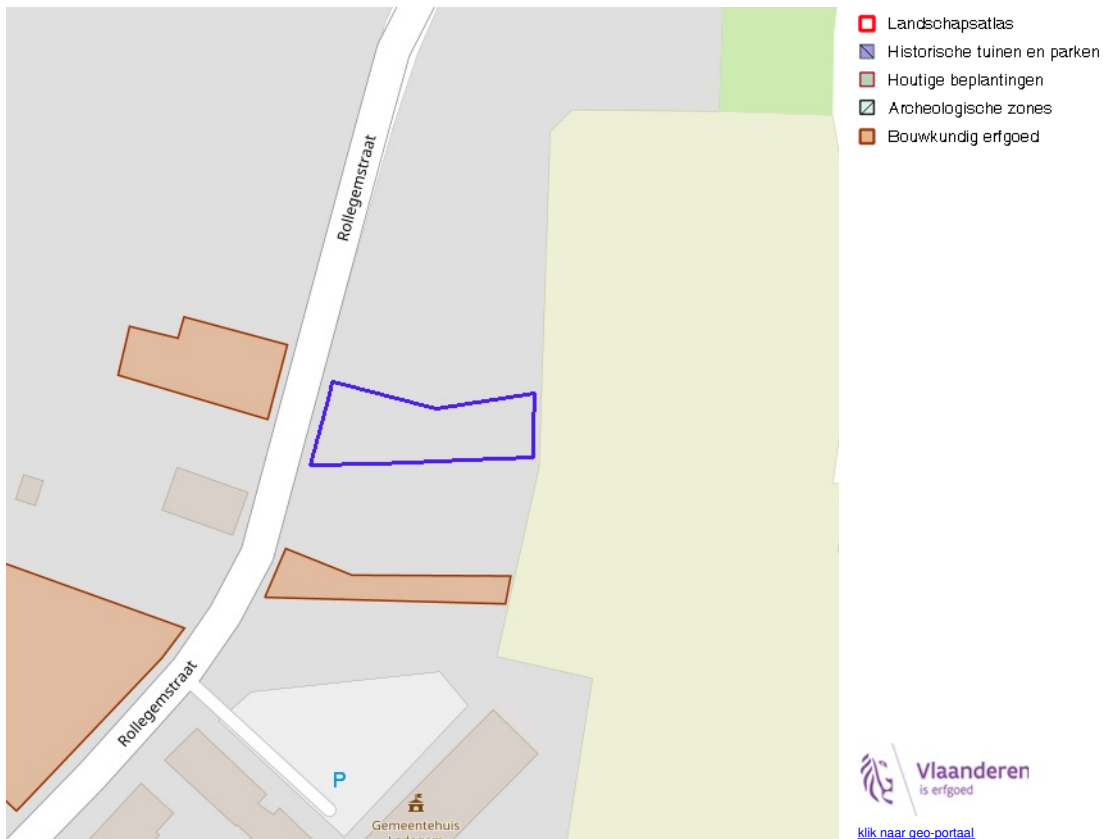 Landschapsatlas
Historische tuinen en parken
Houtige beplantingen
Archeologische zones
Bouwkundig erfgoed
Rollegemstraat
Rollegemstraat
P
Gemeentehuis
Vlaanderen
is erfgoed
klik naar geo-portaal